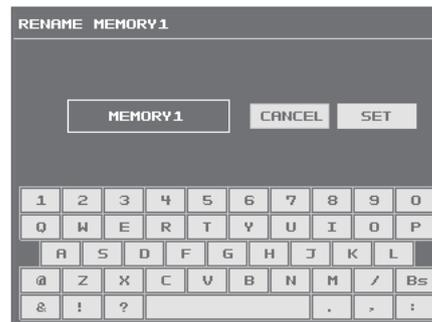 RENAME MEMORY1
MEMORY1 CANCEL SET
1 2 3 4 5 6 7 8 9 0
Q W E R T Y U I O P
A S D F G H J K L
@ Z X C V B N M / Bs
& ! ? . , :